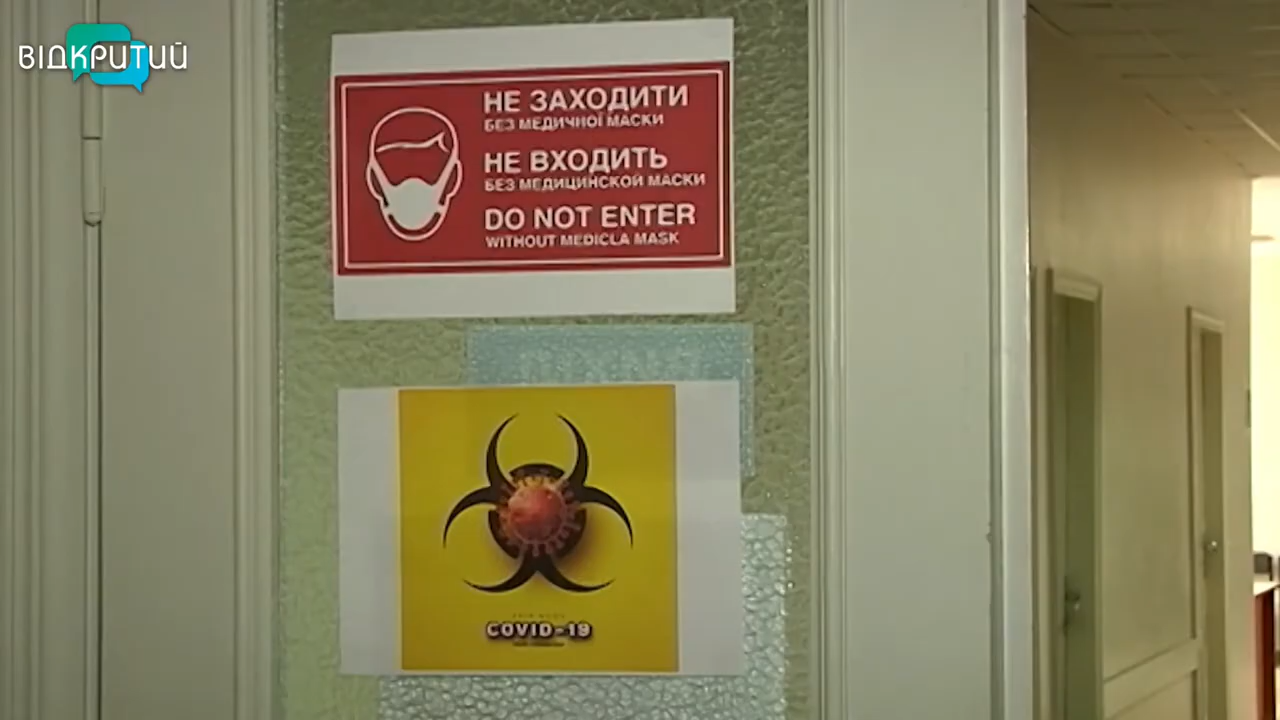 ВІДКРИТИЙ
НЕ ЗАХОДИТИ
БЕЗ МЕДИЧНОЇ МАСКИ
НЕ ВХОДИТЬ
БЕЗ МЕДИЦИНСКОЙ МАСКИ
DO NOT ENTER
WITHOUT MEDICLA MASK
COVID-19